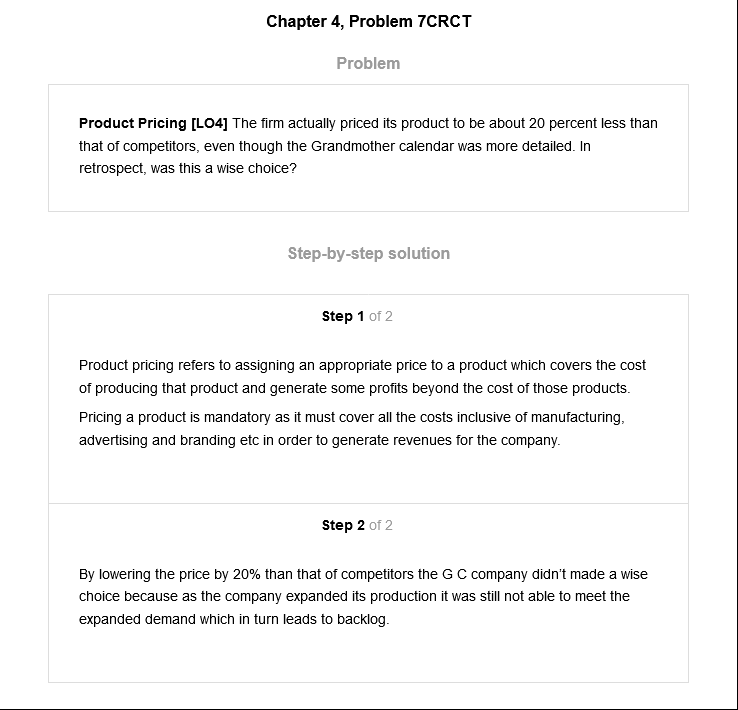 Chapter 4, Problem 7CRCT
Problem
Product Pricing [LO4] The firm actually priced its product to be about 20 percent less than
that of competitors, even though the Grandmother calendar was more detailed. In
retrospect, was this a wise choice?
Step-by-step solution
Step 1 of 2
Product pricing refers to assigning an appropriate price to a product which covers the cost
of producing that product and generate some profits beyond the cost of those products.
Pricing a product is mandatory as it must cover all the costs inclusive of manufacturing,
advertising and branding etc in order to generate revenues for the company.
Step 2 of 2
By lowering the price by 20% than that of competitors the G C company didn't made a wise
choice because as the company expanded its production it was still not able to meet the
expanded demand which in turn leads to backlog.